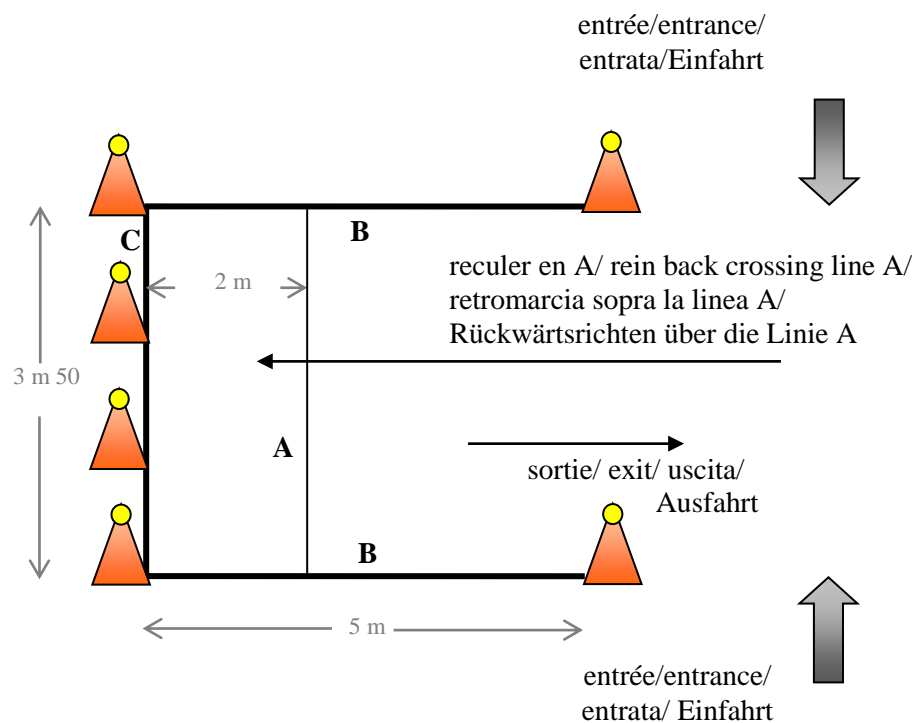 entrée/entrance/
entrata/Einfahrt
B
C
2 m
reculer en A/ rein back crossing line A/
retromarcia sopra la linea A/
Rückwärtsrichten über die Linie A
3 m 50
A
sortie/ exit/ uscita/
Ausfahrt
B
5 m
entrée/entrance/
entrata/ Einfahrt